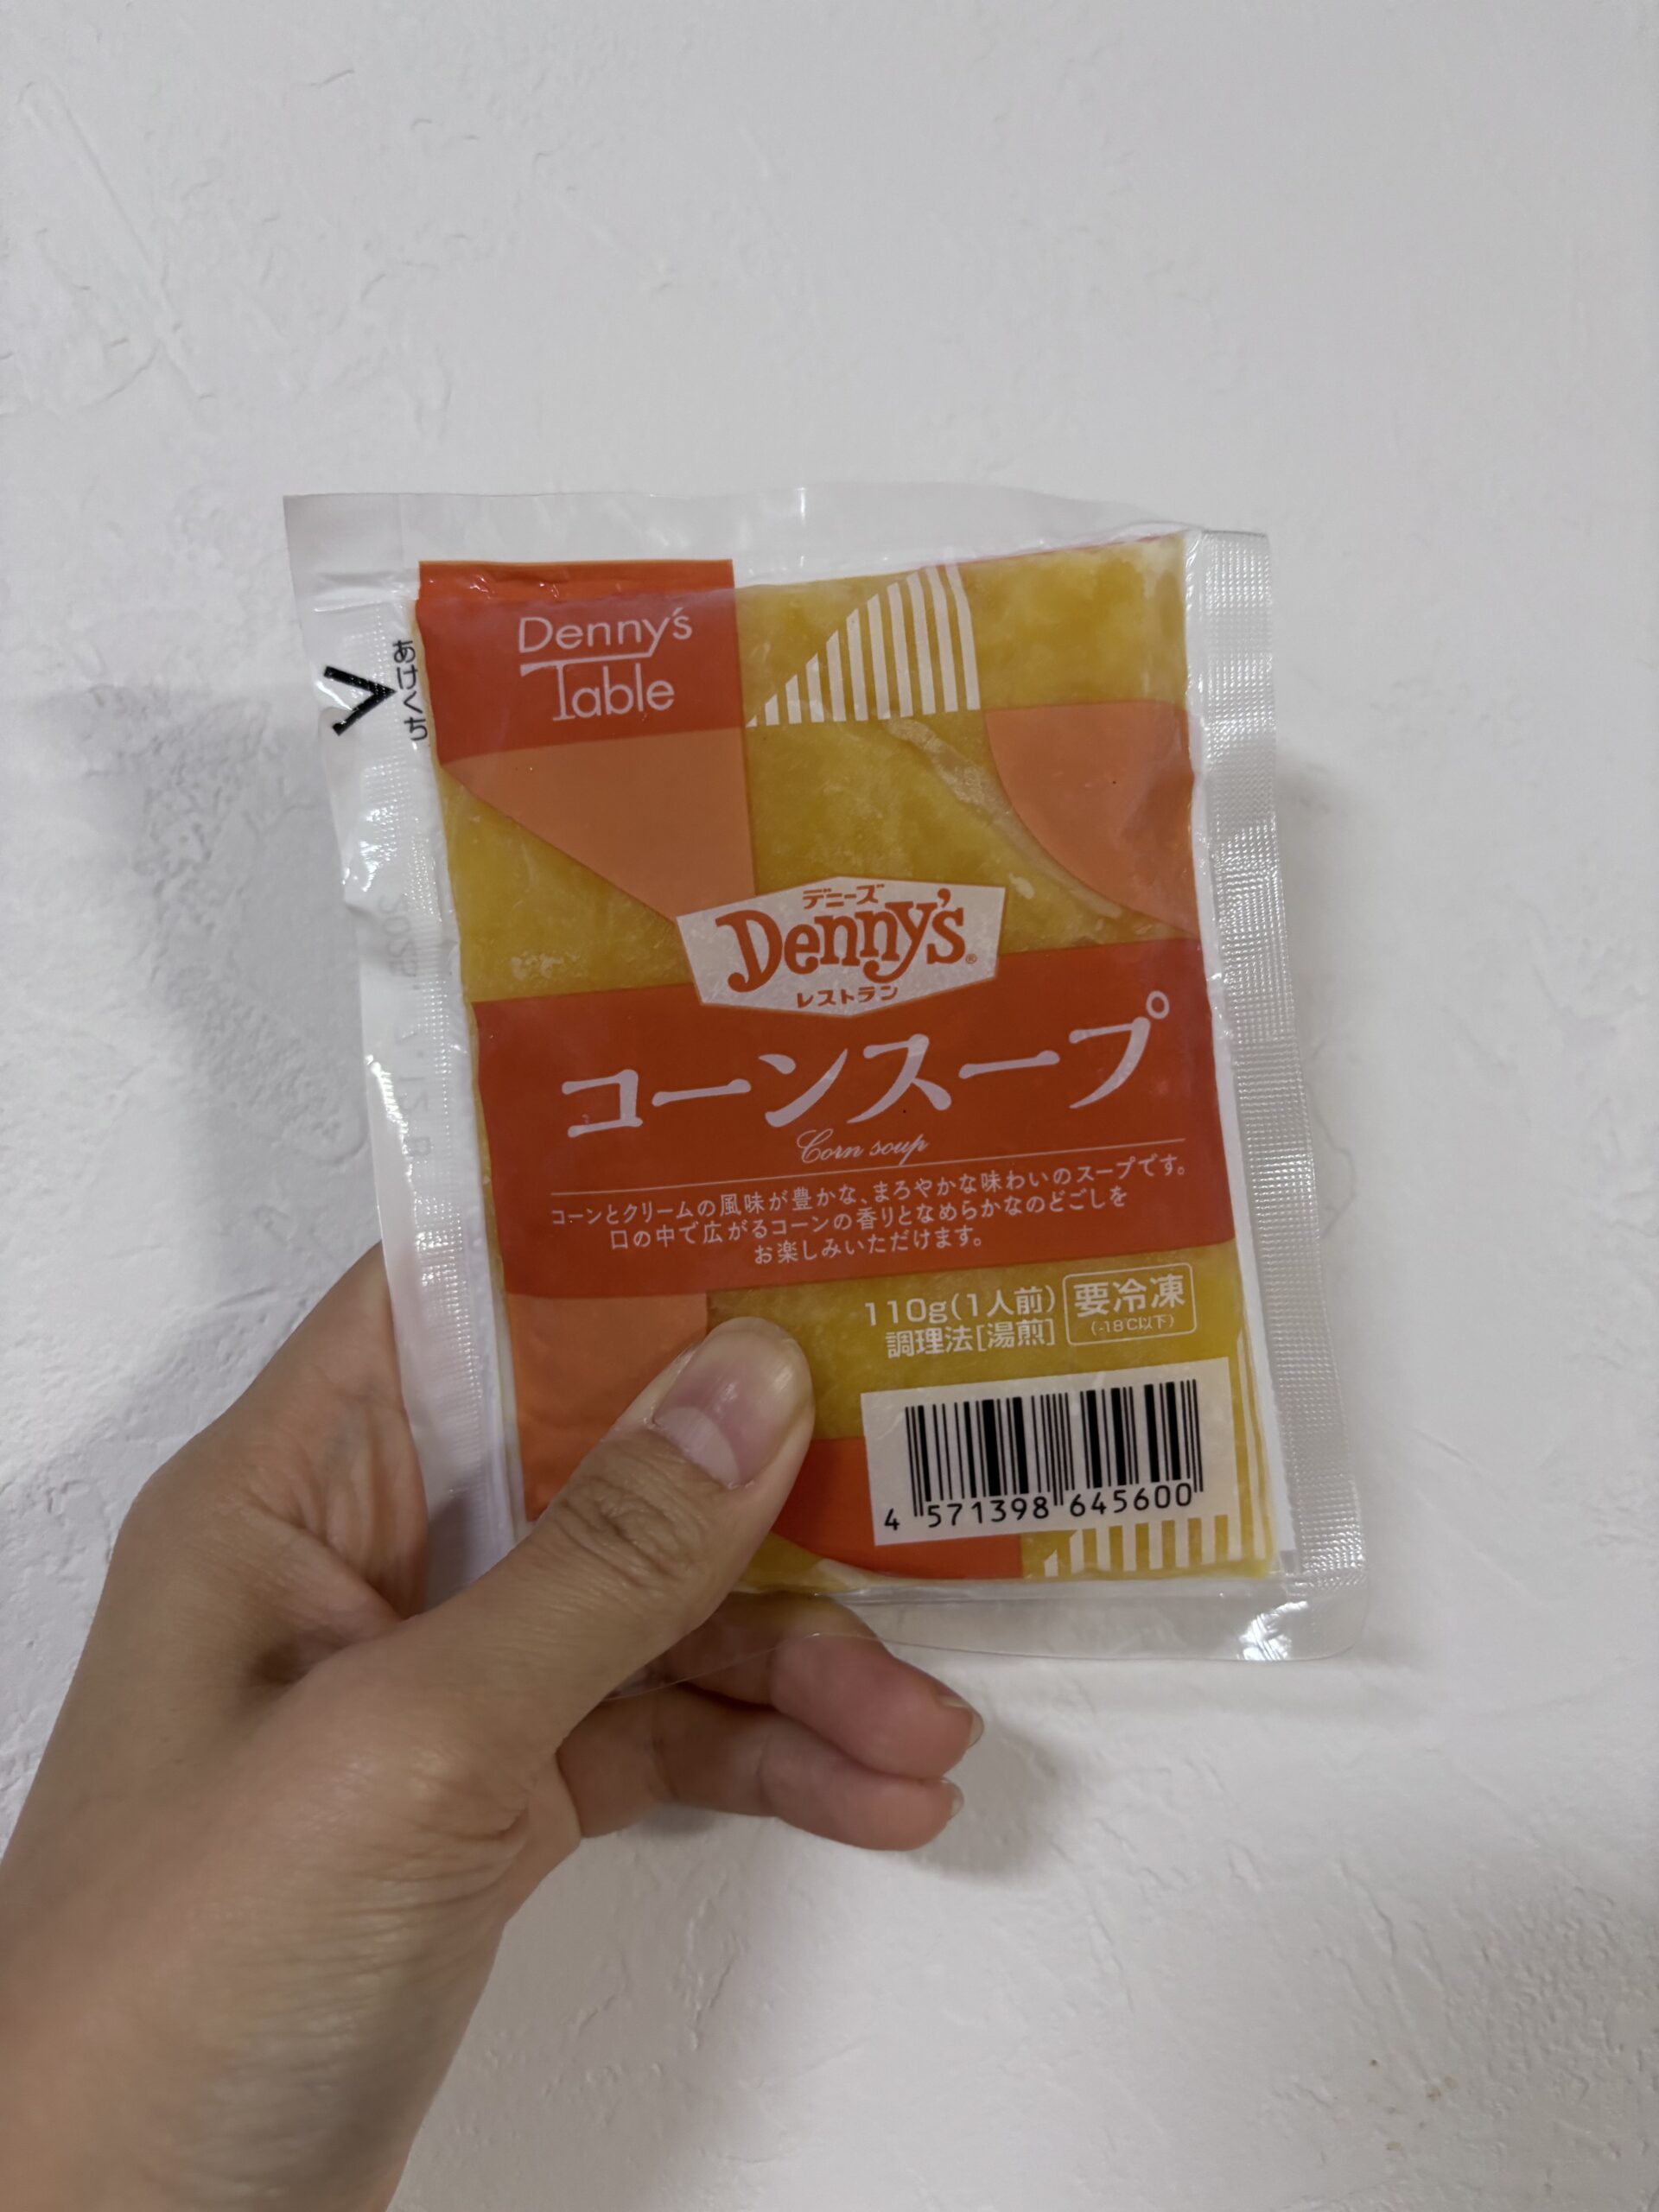 Denny's
Table
あけくち
デニーズ
Denny's®
レストラン
コーンスープ
Corn soup
コーンとクリームの風味が豊かな、まろやかな味わいのスープです。
口の中で広がるコーンの香りとなめらかなのどごしを
お楽しみいただけます。
110g(1人前)
調理法[湯煎]
要冷凍
(-18℃以下)
4 571398 645600